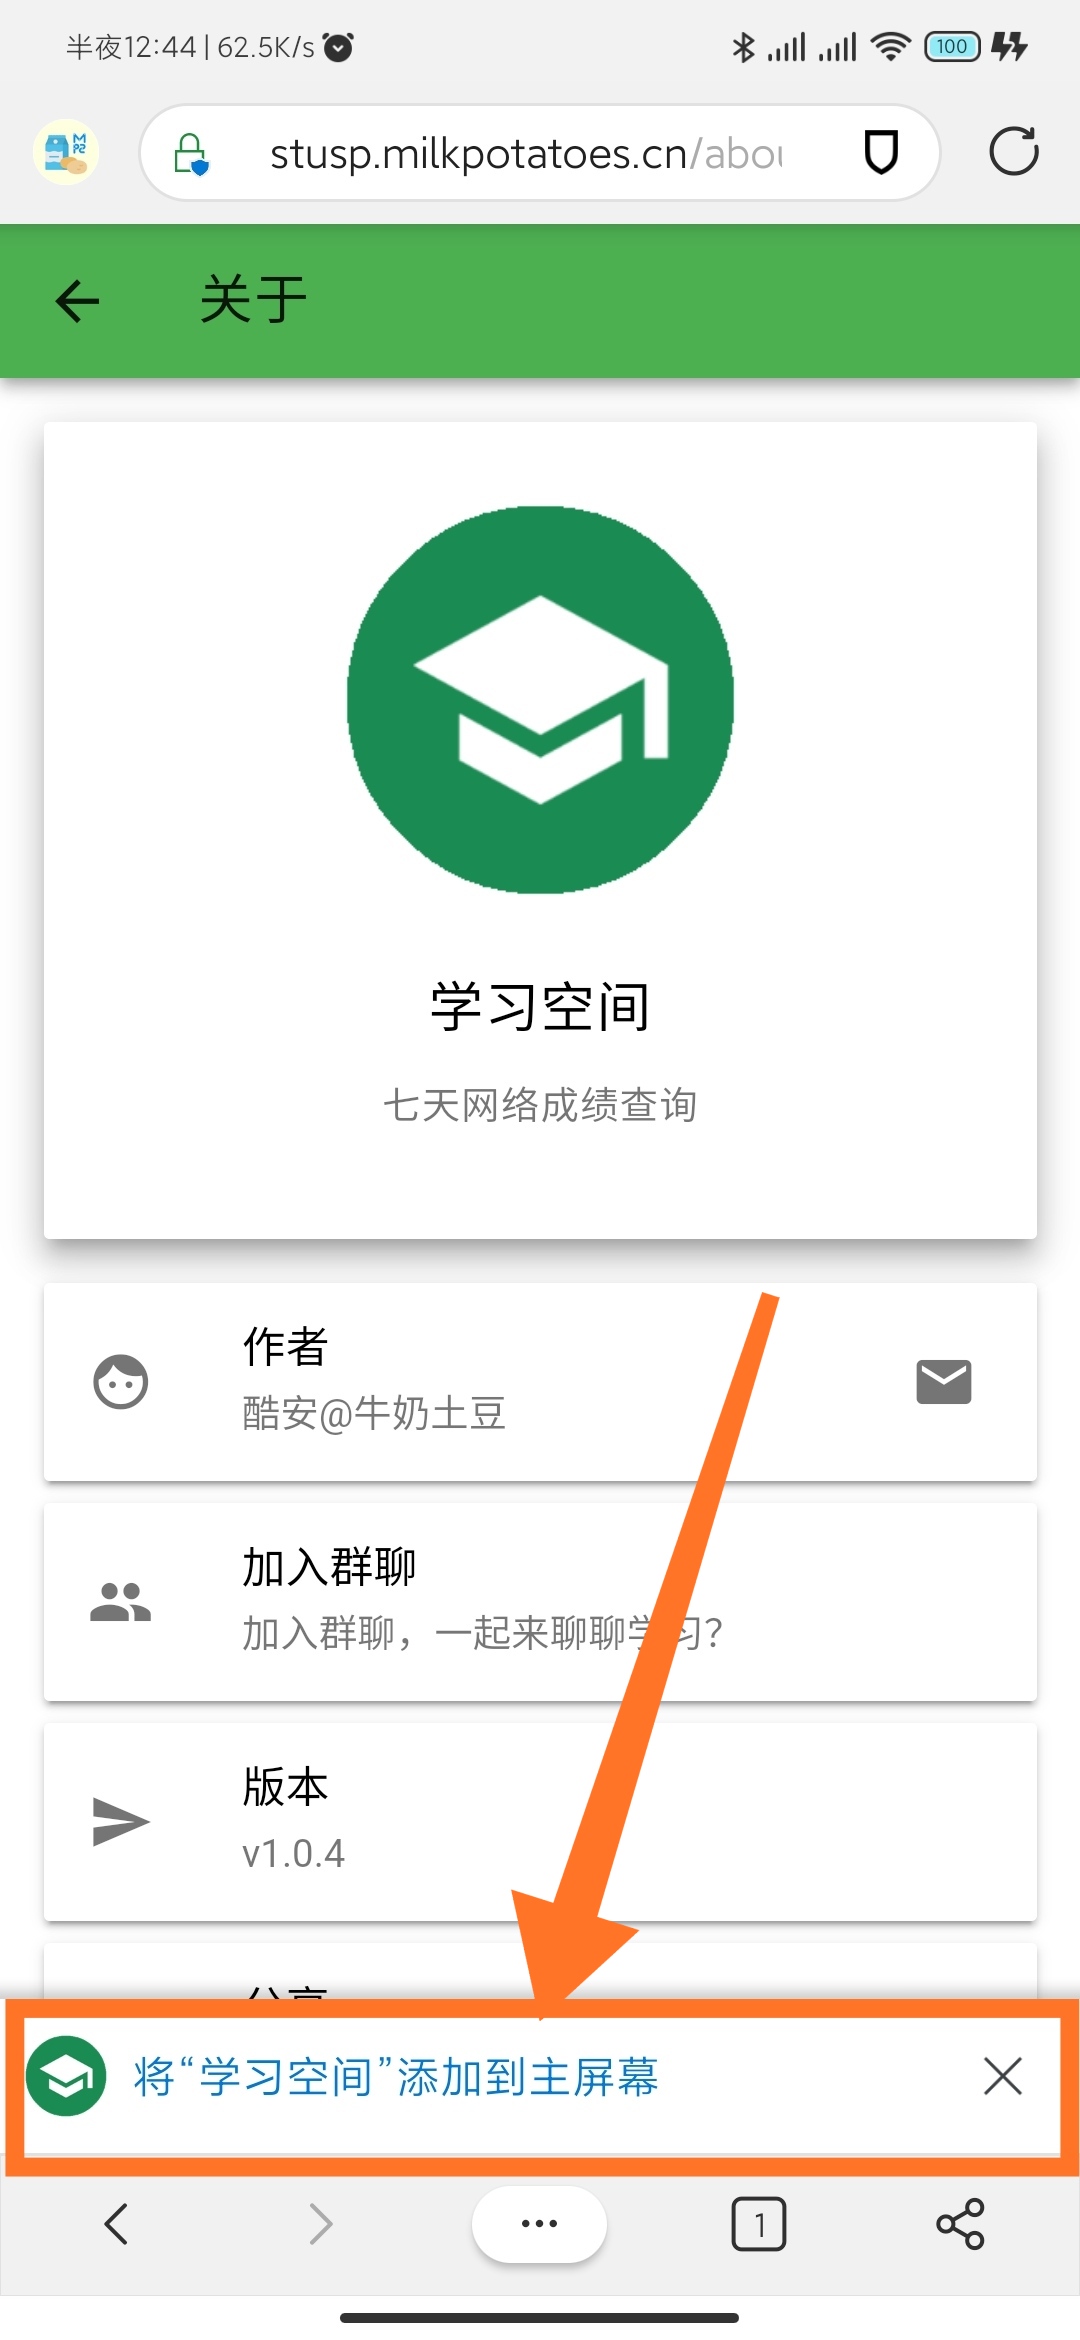 半夜12:44 | 62.5K/s
100
stusp.milkpotatoes.cn/abou
关于
学习空间
七天网络成绩查询
作者
酷安@牛奶土豆
加入群聊
加入群聊，一起来聊聊学习？
版本
v1.0.4
分享
将“学习空间”添加到主屏幕
1